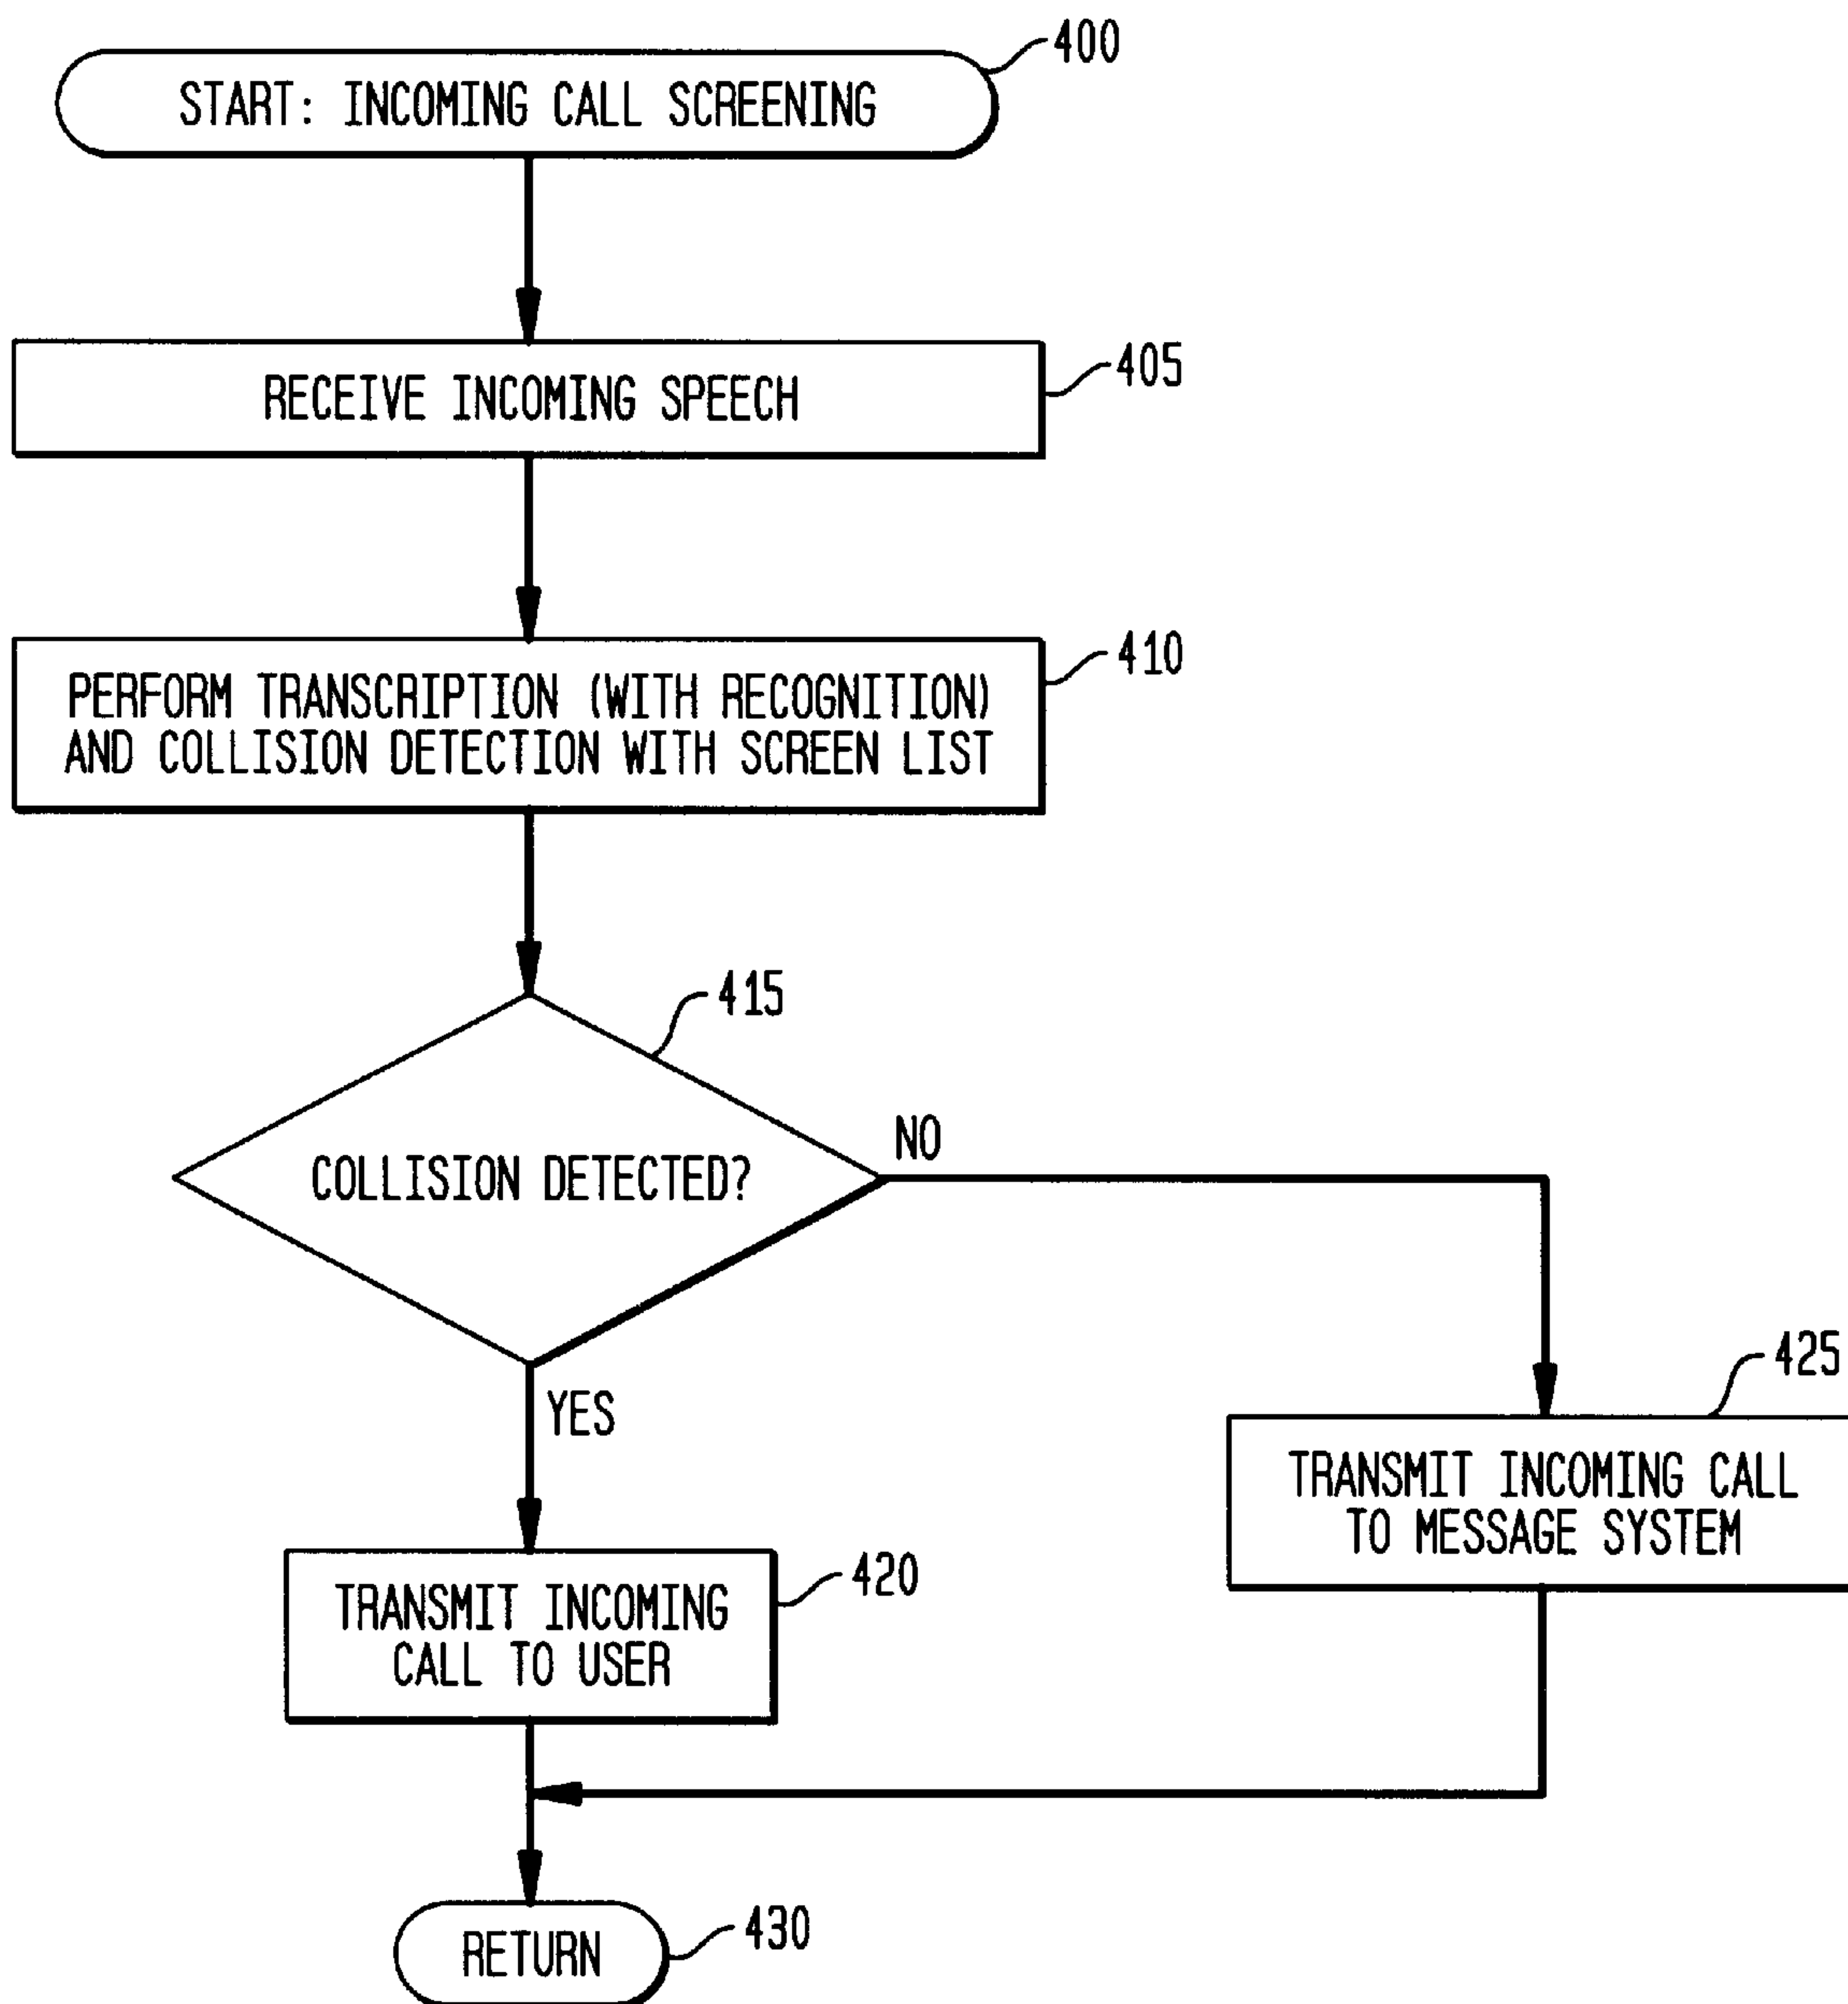 400
START: INCOMING CALL SCREENING
RECEIVE INCOMING SPEECH
405
PERFORM TRANSCRIPTION (WITH RECOGNITION)
AND COLLISION DETECTION WITH SCREEN LIST
410
415
COLLISION DETECTED?
NO
YES
425
TRANSMIT INCOMING CALL
TO MESSAGE SYSTEM
TRANSMIT INCOMING
CALL TO USER
420
RETURN
430